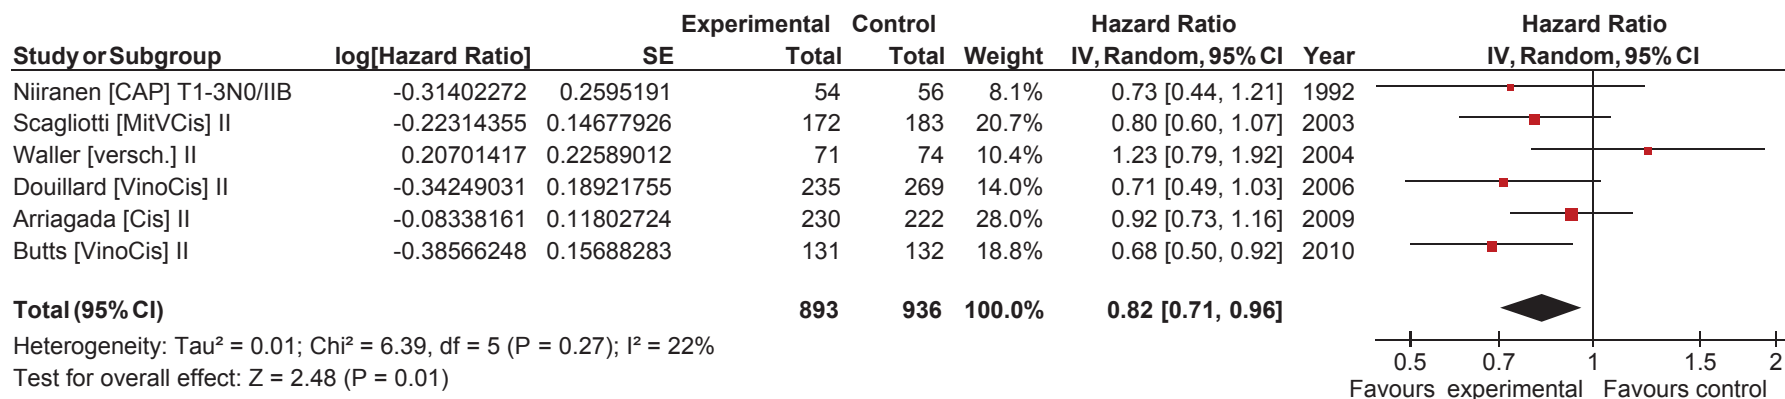 Experimental Control Hazard Ratio Hazard Ratio
Study or Subgroup log[Hazard Ratio] SE Total Total Weight IV, Random, 95% CI Year IV, Random, 95% CI
Niiranen [CAP] T1-3N0/IIB -0.31402272 0.2595191 54 56 8.1% 0.73 [0.44, 1.21] 1992
Scagliotti [MitVCis] II -0.22314355 0.14677926 172 183 20.7% 0.80 [0.60, 1.07] 2003
Waller [versch.] II 0.20701417 0.22589012 71 74 10.4% 1.23 [0.79, 1.92] 2004
Douillard [VinoCis] II -0.34249031 0.18921755 235 269 14.0% 0.71 [0.49, 1.03] 2006
Arriagada [Cis] II -0.08338161 0.11802724 230 222 28.0% 0.92 [0.73, 1.16] 2009
Butts [VinoCis] II -0.38566248 0.15688283 131 132 18.8% 0.68 [0.50, 0.92] 2010
Total (95% CI) 893 936 100.0% 0.82 [0.71, 0.96]
Heterogeneity: Tau² = 0.01; Chi² = 6.39, df = 5 (P = 0.27); I² = 22%
Test for overall effect: Z = 2.48 (P = 0.01)
0.5 0.7 1 1.5 2
Favours experimental Favours control